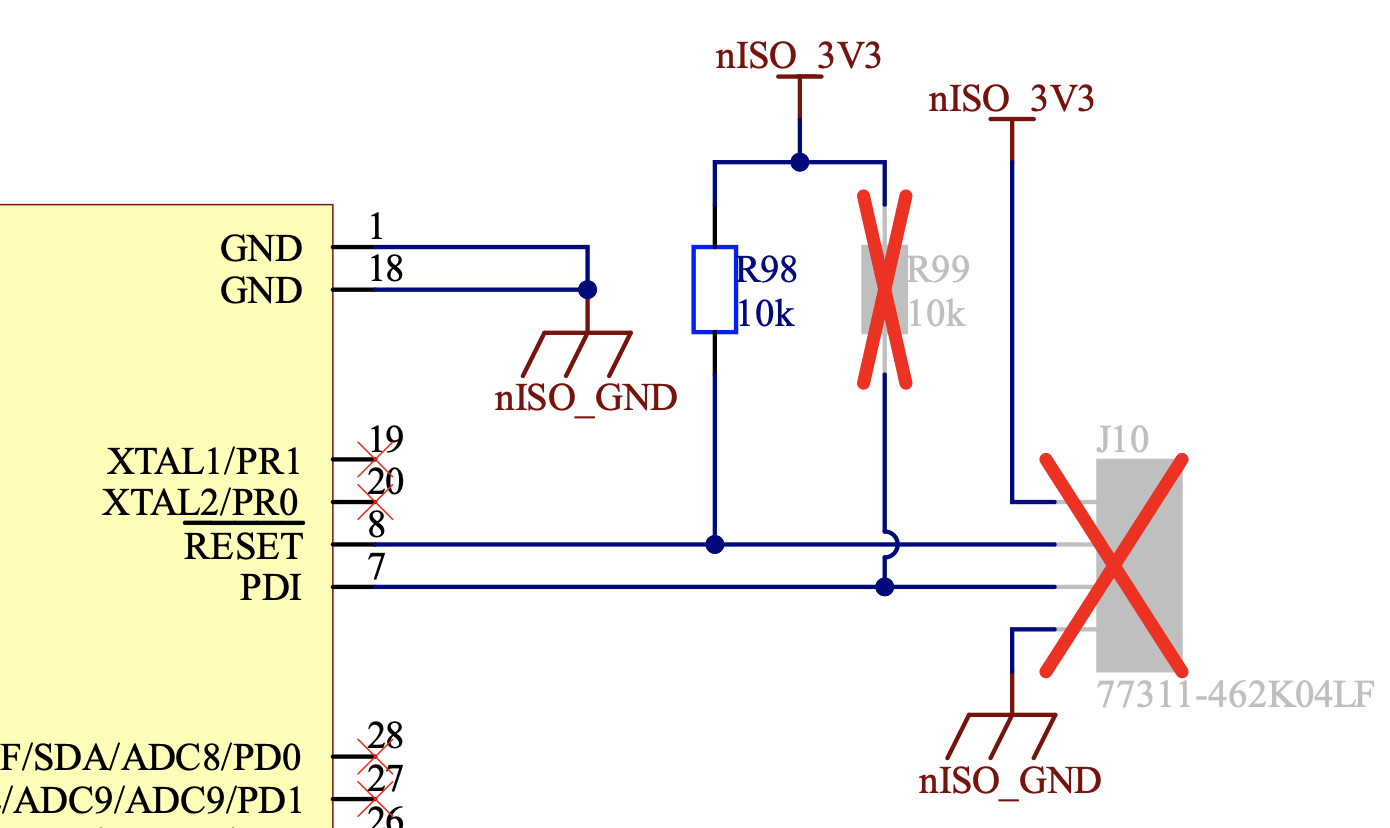 nISO_3V3
nISO_3V3
1
GND
18
GND
R98
10k
R99
10k
nISO_GND
19
XTAL1/PR1
20
XTAL2/PR0
8
RESET
7
PDI
J10
77311-462K04LF
nISO_GND
28
F/SDA/ADC8/PD0
27
/ADC9/ADC9/PD1
26